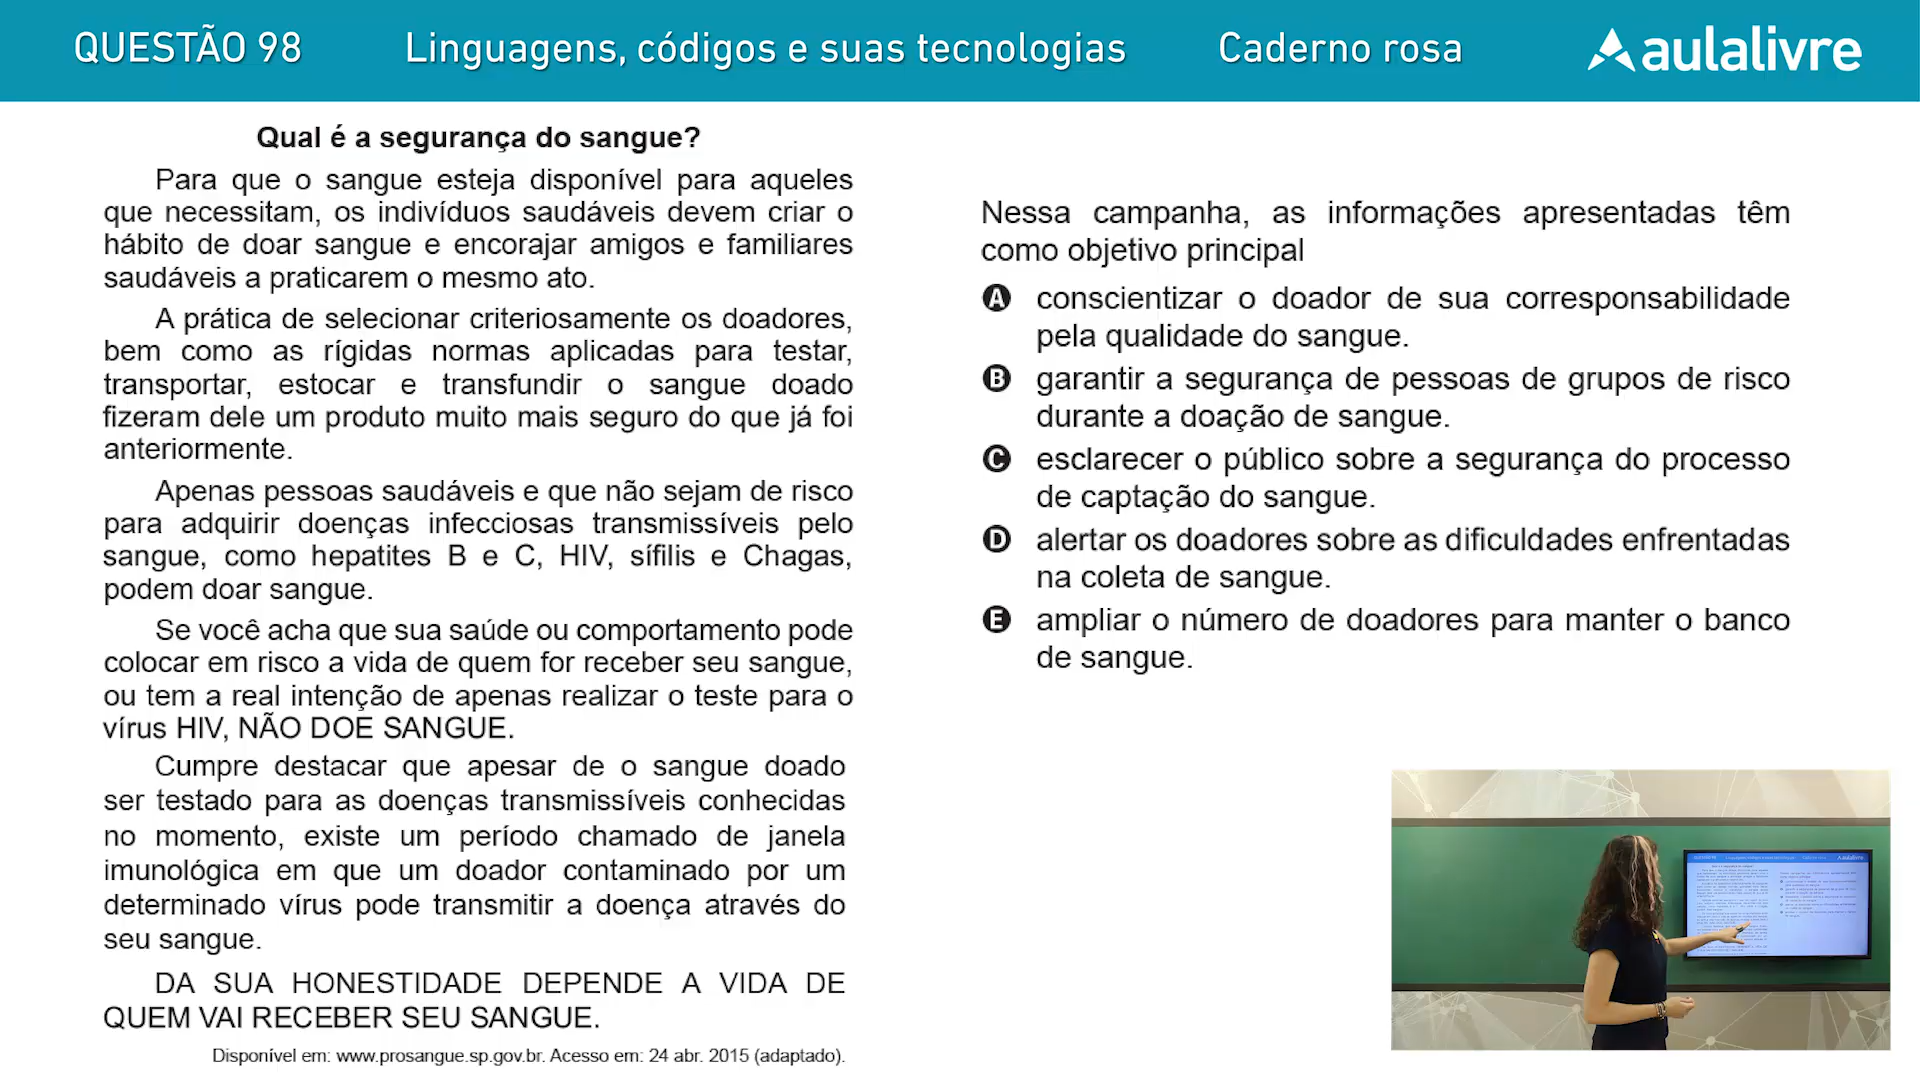 QUESTÃO 98
Linguagens, códigos e suas tecnologias
Caderno rosa
aulalivre
Qual é a segurança do sangue?
Para que o sangue esteja disponível para aqueles
que necessitam, os indivíduos saudáveis devem criar o
hábito de doar sangue e encorajar amigos e familiares
saudáveis a praticarem o mesmo ato.
A prática de selecionar criteriosamente os doadores,
bem como as rígidas normas aplicadas para testar,
transportar, estocar e transfundir o sangue doado
fizeram dele um produto muito mais seguro do que já foi
anteriormente.
Apenas pessoas saudáveis e que não sejam de risco
para adquirir doenças infecciosas transmissíveis pelo
sangue, como hepatites B e C, HIV, sífilis e Chagas,
podem doar sangue.
Se você acha que sua saúde ou comportamento pode
colocar em risco a vida de quem for receber seu sangue,
ou tem a real intenção de apenas realizar o teste para o
vírus HIV, NÃO DOE SANGUE.
Cumpre destacar que apesar de o sangue doado
ser testado para as doenças transmissíveis conhecidas
no momento, existe um período chamado de janela
imunológica em que um doador contaminado por um
determinado vírus pode transmitir a doença através do
seu sangue.
DA SUA HONESTIDADE DEPENDE A VIDA DE
QUEM VAI RECEBER SEU SANGUE.
Disponível em: www.prosangue.sp.gov.br. Acesso em: 24 abr. 2015 (adaptado).
Nessa campanha, as informações apresentadas têm
como objetivo principal
A conscientizar o doador de sua corresponsabilidade
pela qualidade do sangue.
B garantir a segurança de pessoas de grupos de risco
durante a doação de sangue.
C esclarecer o público sobre a segurança do processo
de captação do sangue.
D alertar os doadores sobre as dificuldades enfrentadas
na coleta de sangue.
E ampliar o número de doadores para manter o banco
de sangue.